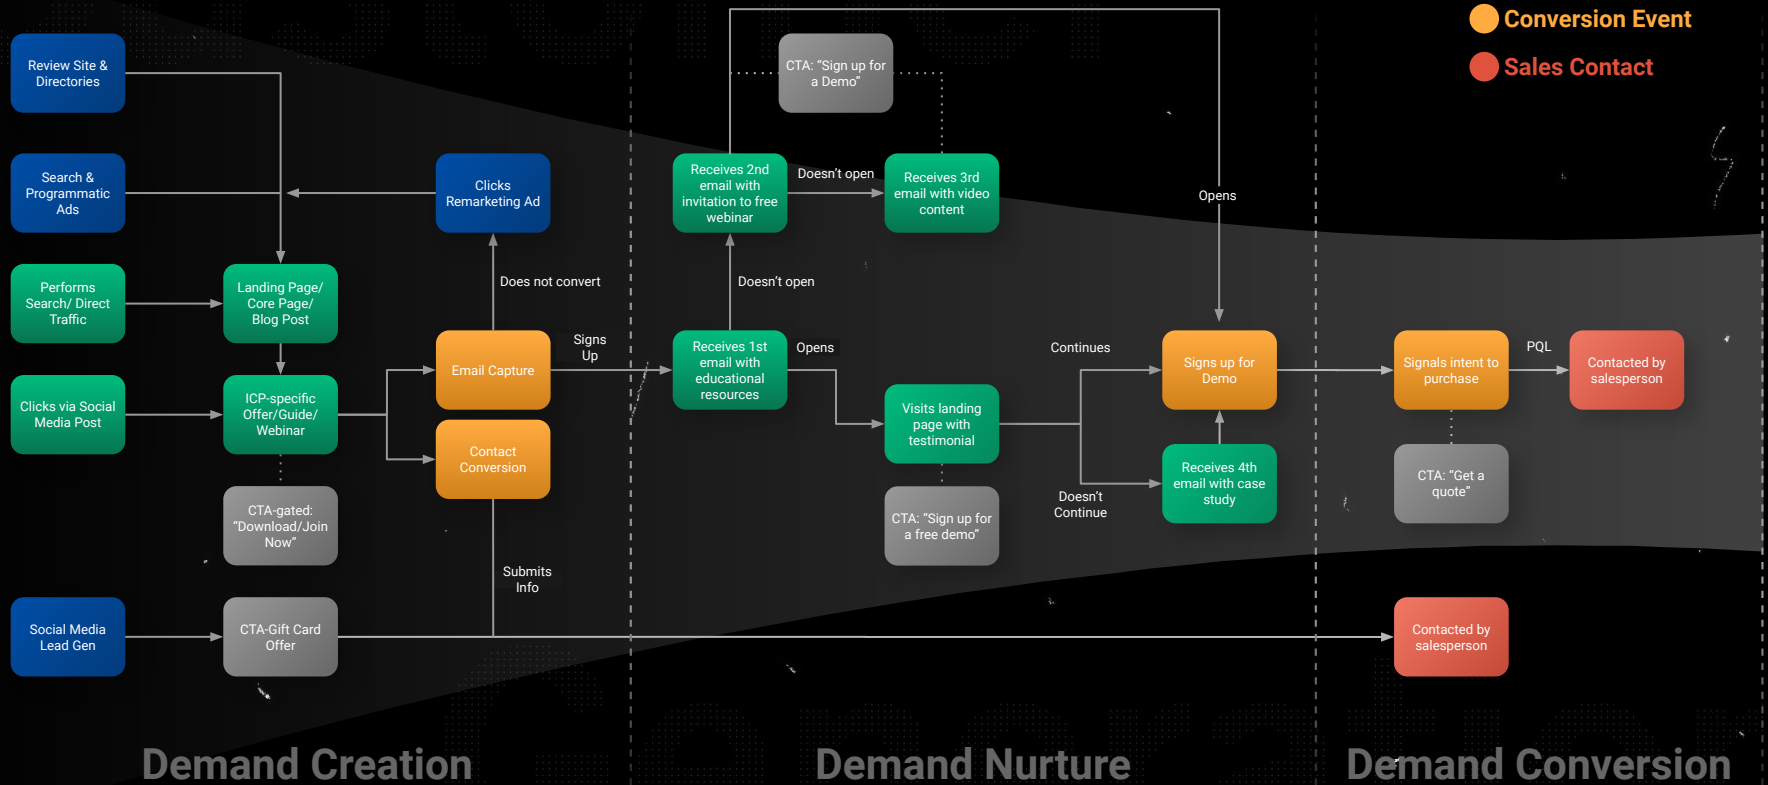 Conversion Event
Sales Contact
Review Site &
Directories
CTA: “Sign up for
a Demo”
Search &
Programmatic
Ads
Clicks
Remarketing Ad
Receives 2nd
email with
invitation to free
webinar
Doesn’t open
Receives 3rd
email with video
content
Opens
Performs
Search/ Direct
Traffic
Landing Page/
Core Page/
Blog Post
Does not convert
Doesn’t open
Email Capture
Signs
Up
Receives 1st
email with
educational
resources
Opens
Continues
Signs up for
Demo
Signals intent to
purchase
PQL
Contacted by
salesperson
Clicks via Social
Media Post
ICP-specific
Offer/Guide/
Webinar
Visits landing
page with
testimonial
Contact
Conversion
Receives 4th
email with case
study
CTA: “Get a
quote”
CTA-gated:
“Download/Join
Now”
CTA: “Sign up for
a free demo”
Doesn’t
Continue
Submits
Info
Social Media
Lead Gen
CTA-Gift Card
Offer
Contacted by
salesperson
Demand Creation
Demand Nurture
Demand Conversion